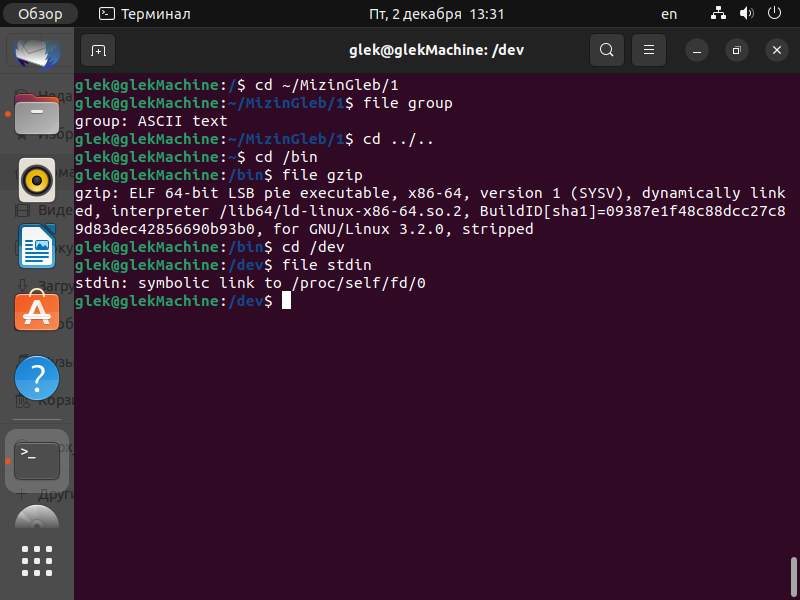 Обзор
Терминал
Пт, 2 декабря 13:31
en
glek@glekMachine: /dev
glek@glekMachine:/$ cd ~/MizinGleb/1
glek@glekMachine:~/MizinGleb/1$ file group
group: ASCII text
glek@glekMachine:~/MizinGleb/1$ cd ../..
glek@glekMachine:~$ cd /bin
glek@glekMachine:/bin$ file gzip
gzip: ELF 64-bit LSB pie executable, x86-64, version 1 (SYSV), dynamically link
ed, interpreter /lib64/ld-linux-x86-64.so.2, BuildID[sha1]=09387e1f48c88dcc27c8
9d83dec42856690b93b0, for GNU/Linux 3.2.0, stripped
glek@glekMachine:/bin$ cd /dev
glek@glekMachine:/dev$ file stdin
stdin: symbolic link to /proc/self/fd/0
glek@glekMachine:/dev$